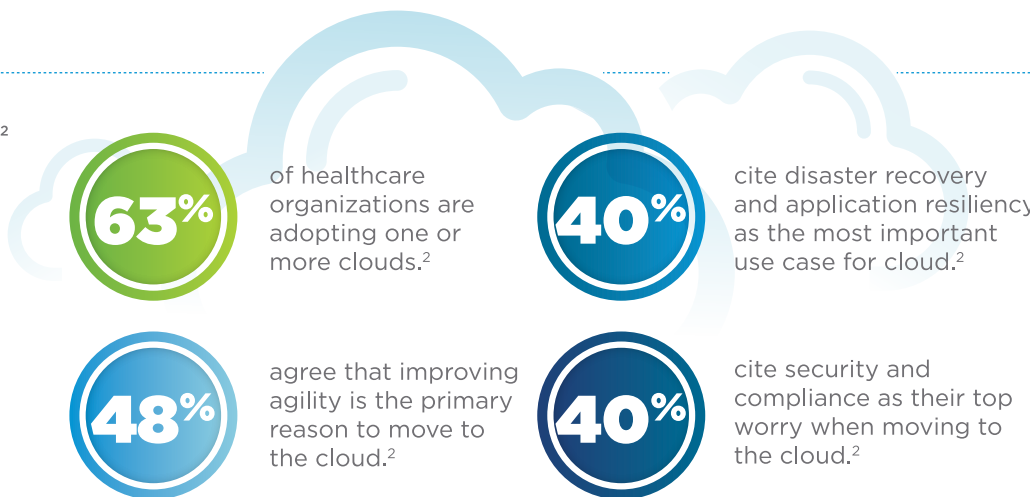 2
63%
of healthcare
organizations are
adopting one or
more clouds.2
40%
cite disaster recovery
and application resiliency
as the most important
use case for cloud.2
48%
agree that improving
agility is the primary
reason to move to
the cloud.2
40%
cite security and
compliance as their top
worry when moving to
the cloud.2